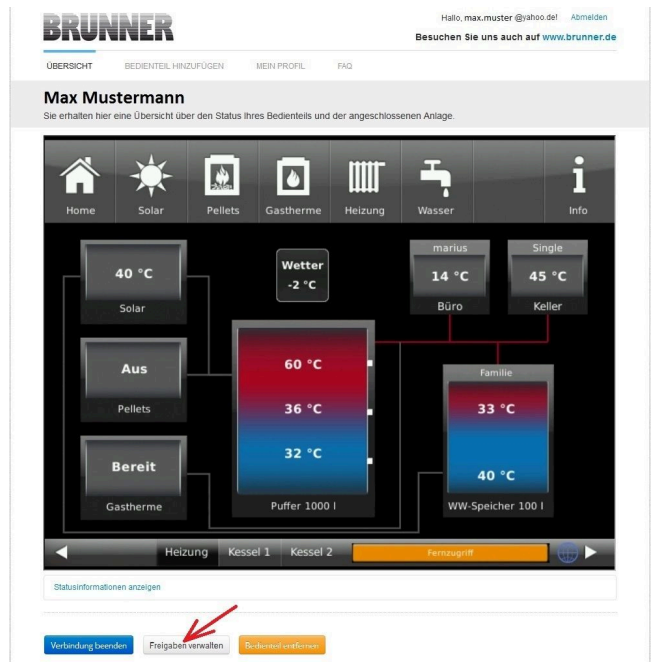 BRUNNER
Hallo, max.muster @yahoo.de! Abmelden
Besuchen Sie uns auch auf www.brunner.de
ÜBERSICHT BEDIENTEIL HINZUFÜGEN MEIN PROFIL FAQ
Max Mustermann
Sie erhalten hier eine Übersicht über den Status Ihres Bedienteils und der angeschlossenen Anlage.
Home Solar Pellets Gastherme Heizung Wasser Info
marius Single
40 °C Wetter 14 °C 45 °C
-2 °C
Solar Büro Keller
Aus 60 °C Familie
Pellets 36 °C 33 °C
Bereit 32 °C 40 °C
Gastherme Puffer 1000 l WW-Speicher 100 l
Heizung Kessel 1 Kessel 2 Fernzugriff
Statusinformationen anzeigen
Verbindung beenden Freigaben verwalten Bedienteil entfernen